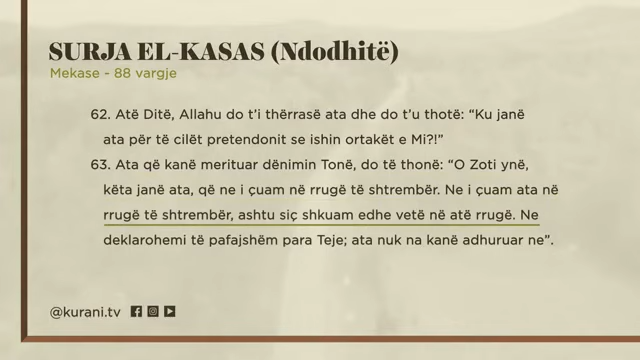 SURJA EL-KASAS (Ndodhitë)
Mekase - 88 vargje
62. Atë Ditë, Allahu do t'i thërrasë ata dhe do t'u thotë: “Ku janë
ata për të cilët pretendonit se ishin ortakët e Mi?!”
63. Ata që kanë merituar dënimin Tonë, do të thonë: “O Zoti ynë,
këta janë ata, që ne i çuam në rrugë të shtrembër. Ne i çuam ata në
rrugë të shtrembër, ashtu siç shkuam edhe vetë në atë rrugë. Ne
deklarohemi të pafajshëm para Teje; ata nuk na kanë adhuruar ne”.
@kurani.tv